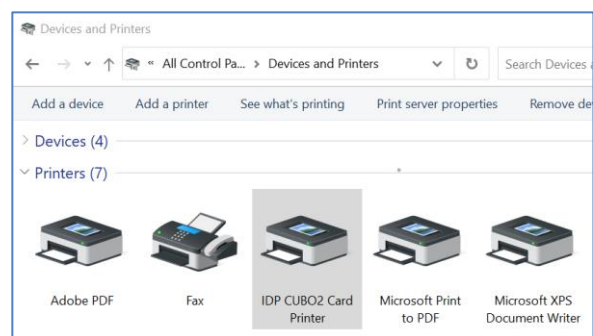 Devices and Printers
« All Control Pa... > Devices and Printers
Search Devices
Add a device Add a printer See what's printing Print server properties Remove de
Devices (4)
Printers (7)
Adobe PDF Fax IDP CUBO2 Card Printer Microsoft Print to PDF Microsoft XPS Document Writer